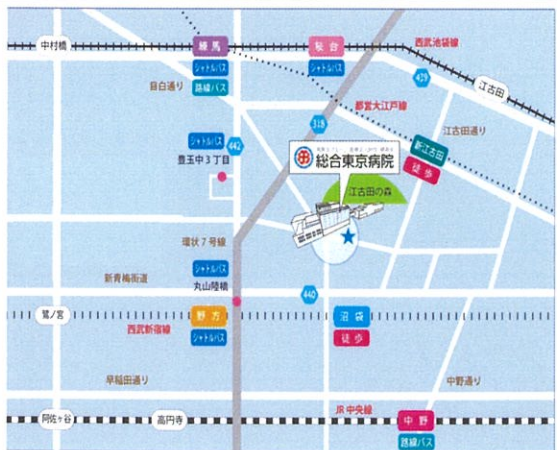 西武池袋線
中村橋
練馬
桜台
シャトルバス
路線バス
シャトルバス
目白通り
429
江古田
都営大江戸線
318
江古田通り
シャトルバス
442
豊玉中3丁目
新江古田
徒歩
総合東京病院
江古田の森
環状7号線
シャトルバス
新青梅街道
丸山陸橋
440
鷺ノ宮
野方
沼袋
西武新宿線
シャトルバス
徒歩
早稲田通り
中野通り
JR中央線
阿佐ヶ谷
高円寺
中野
路線バス